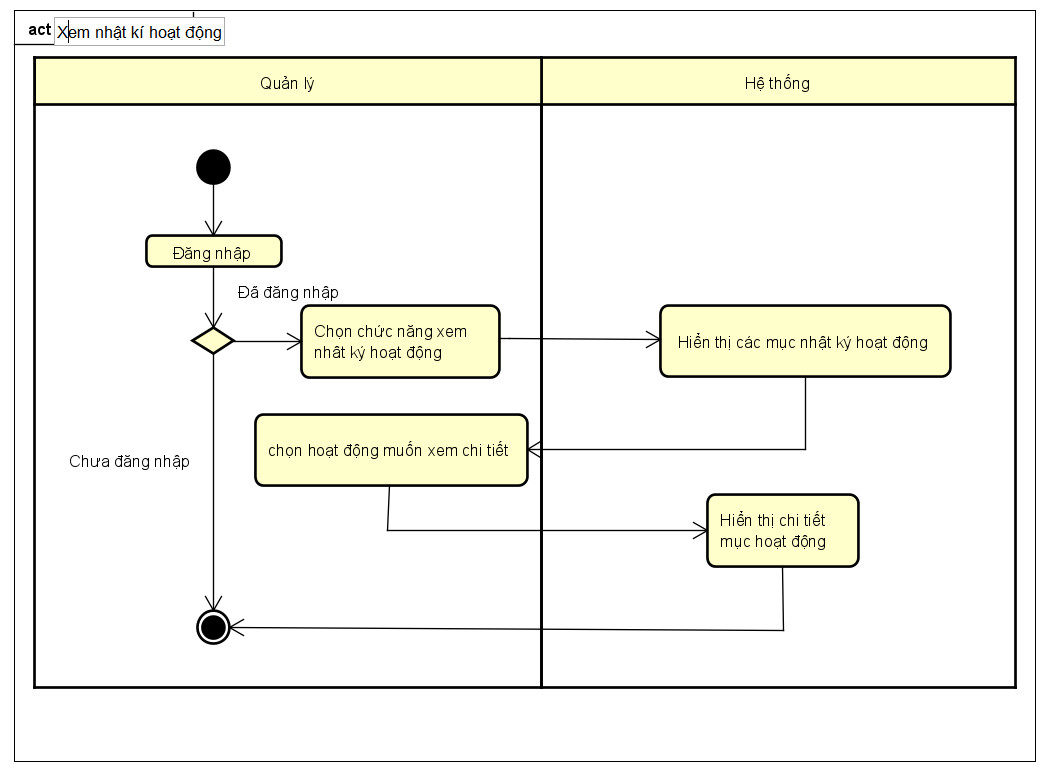 act Xem nhật kí hoạt động
Quản lý
Hệ thống
Đăng nhập
Đã đăng nhập
Chọn chức năng xem
nhât ký hoạt động
Hiển thị các mục nhật ký hoạt động
chọn hoạt động muốn xem chi tiết
Chưa đăng nhập
Hiển thị chi tiết
mục hoạt động